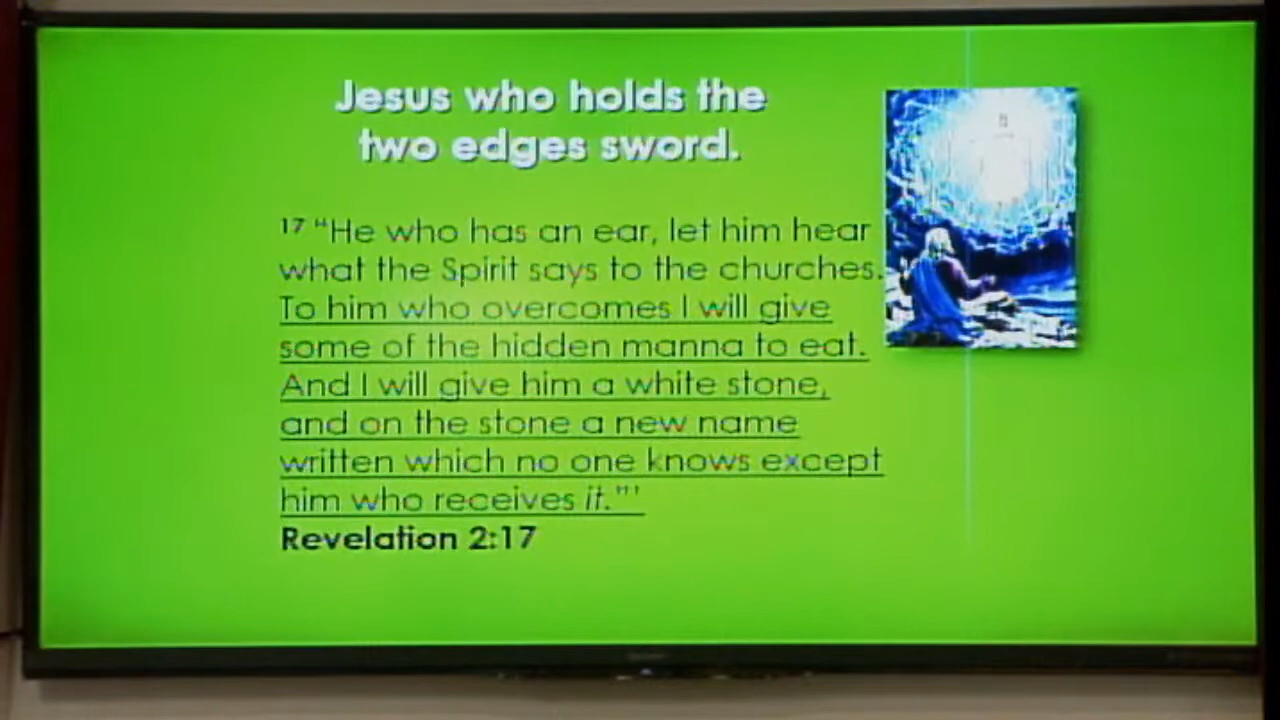 Jesus who holds the
two edges sword.
17 "He who has an ear, let him hear
what the Spirit says to the churches.
To him who overcomes I will give
some of the hidden manna to eat.
And I will give him a white stone,
and on the stone a new name
written which no one knows except
him who receives it."'
Revelation 2:17